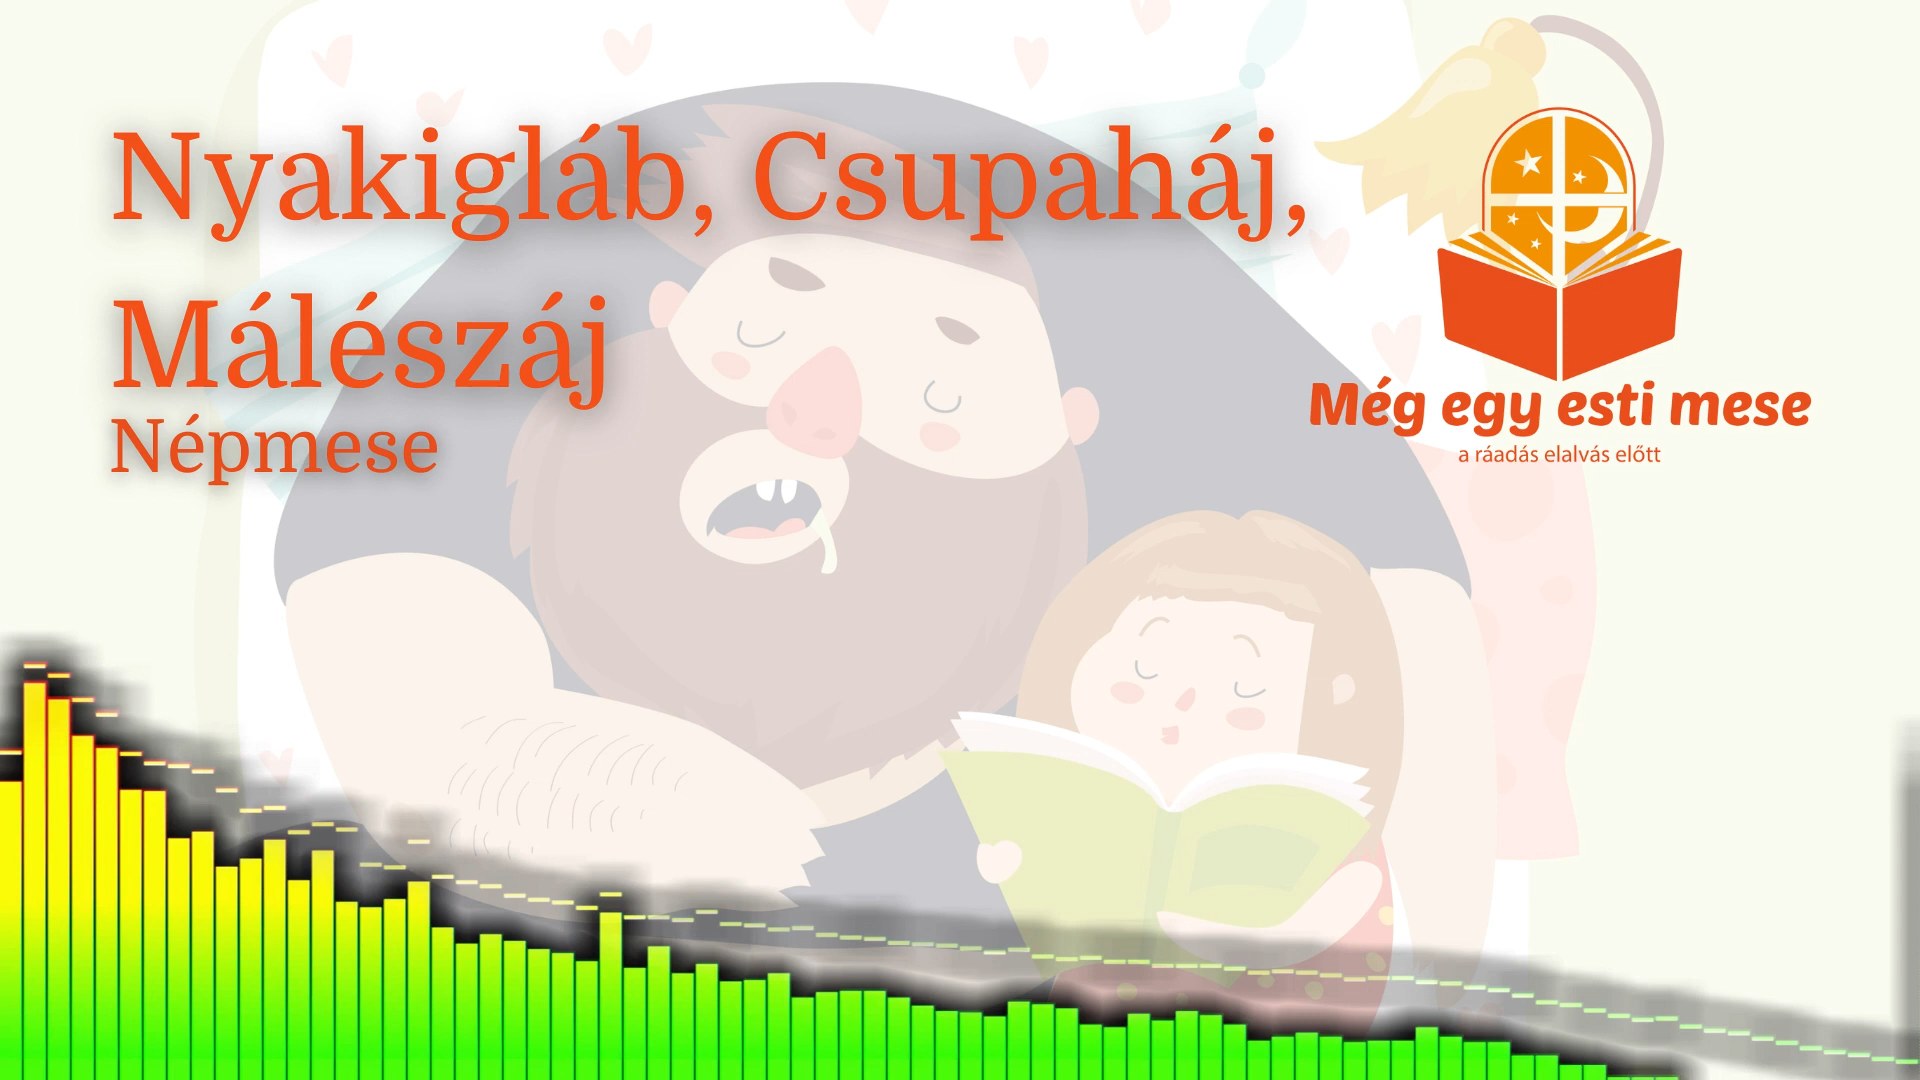 Nyakigláb, Csupaháj,
Málészáj
Népmese
Még egy esti mese
a ráadás elalvás előtt